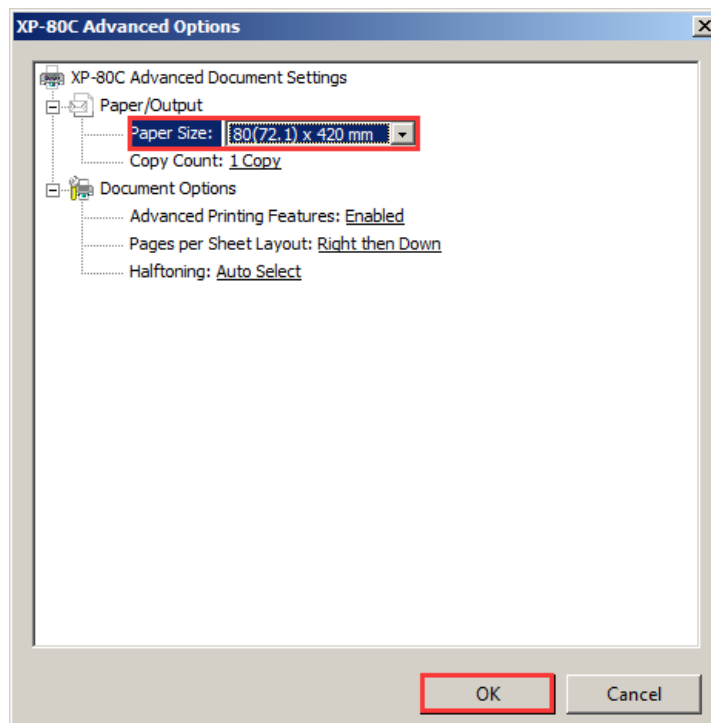 XP-80C Advanced Options
XP-80C Advanced Document Settings
Paper/Output
Paper Size: 80(72.1) x 420 mm
Copy Count: 1 Copy
Document Options
Advanced Printing Features: Enabled
Pages per Sheet Layout: Right then Down
Halftoning: Auto Select
OK Cancel